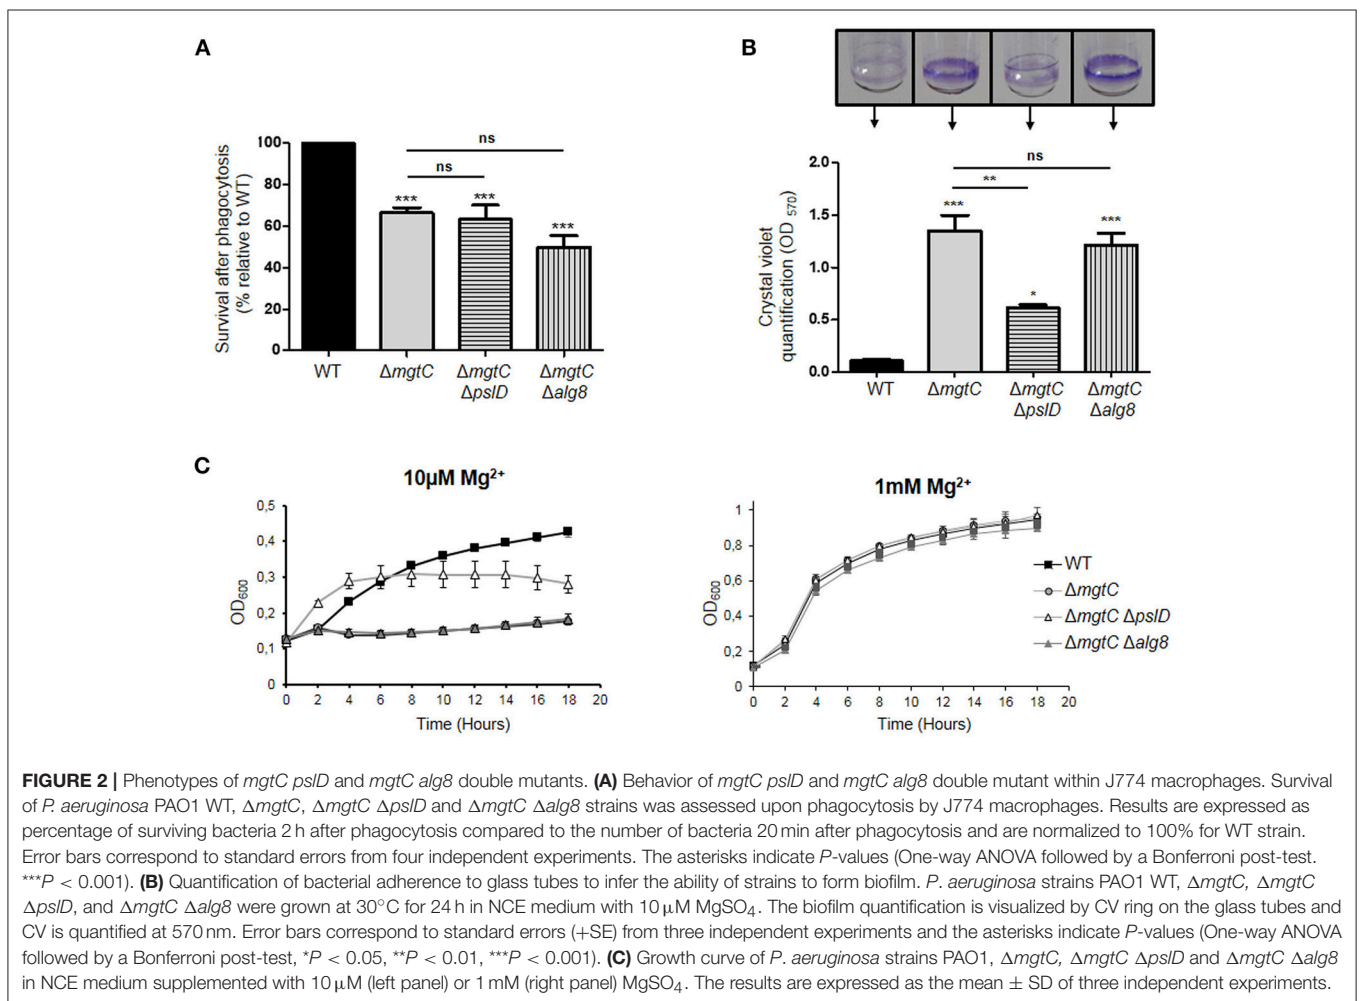 A
ns
ns
***
***
***
Survival after phagocytosis
(% relative to WT)
100
80
60
40
20
0
WT
ΔmgtC
ΔmgtC
ΔpslD
ΔmgtC
Δalg8
B
ns
**
***
*
***
Crystal violet
quantification (OD 570)
2.0
1.5
1.0
0.5
0.0
WT
ΔmgtC
ΔmgtC
ΔpslD
ΔmgtC
Δalg8
C
10µM Mg²⁺
OD₆₀₀
0,5
0,4
0,3
0,2
0,1
0
0 2 4 6 8 10 12 14 16 18 20
Time (Hours)
1mM Mg²⁺
OD₆₀₀
1
0,8
0,6
0,4
0,2
0
0 2 4 6 8 10 12 14 16 18 20
Time (Hours)
WT
ΔmgtC
ΔmgtC ΔpslD
ΔmgtC Δalg8
FIGURE 2 | Phenotypes of mgtC pslD and mgtC alg8 double mutants. (A) Behavior of mgtC pslD and mgtC alg8 double mutant within J774 macrophages. Survival
of P. aeruginosa PAO1 WT, ΔmgtC, ΔmgtC ΔpslD and ΔmgtC Δalg8 strains was assessed upon phagocytosis by J774 macrophages. Results are expressed as
percentage of surviving bacteria 2 h after phagocytosis compared to the number of bacteria 20 min after phagocytosis and are normalized to 100% for WT strain.
Error bars correspond to standard errors from four independent experiments. The asterisks indicate P-values (One-way ANOVA followed by a Bonferroni post-test.
***P < 0.001). (B) Quantification of bacterial adherence to glass tubes to infer the ability of strains to form biofilm. P. aeruginosa strains PAO1 WT, ΔmgtC, ΔmgtC
ΔpslD, and ΔmgtC Δalg8 were grown at 30°C for 24 h in NCE medium with 10 µM MgSO₄. The biofilm quantification is visualized by CV ring on the glass tubes and
CV is quantified at 570 nm. Error bars correspond to standard errors (+SE) from three independent experiments and the asterisks indicate P-values (One-way ANOVA
followed by a Bonferroni post-test, *P < 0.05, **P < 0.01, ***P < 0.001). (C) Growth curve of P. aeruginosa strains PAO1, ΔmgtC, ΔmgtC ΔpslD and ΔmgtC Δalg8
in NCE medium supplemented with 10 µM (left panel) or 1 mM (right panel) MgSO₄. The results are expressed as the mean ± SD of three independent experiments.